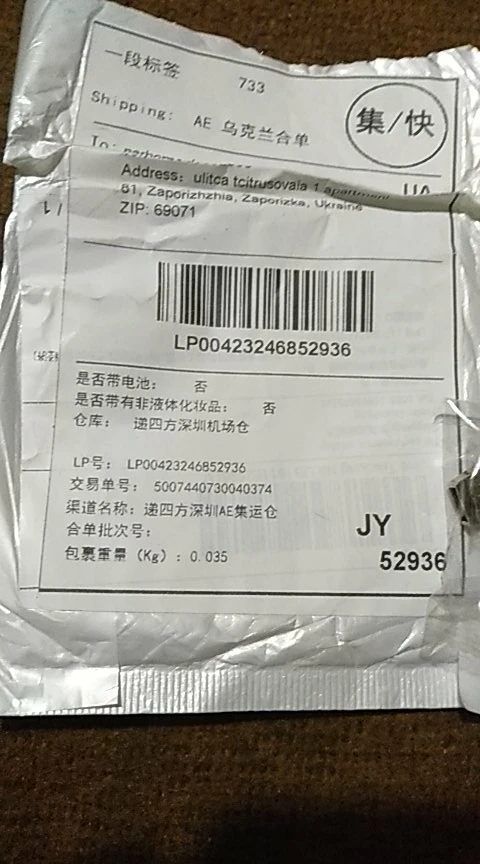 一段标签
733
集/快
Shipping: AE 乌克兰合单
To:
UA
Address: ulitca tcitrusovaia 1 apartment
81, Zaporizhzhia, Zaporizka, Ukraine
ZIP: 69071
LP00423246852936
是否带电池: 否
是否带有非液体化妆品: 否
仓库: 递四方深圳机场仓
LP号: LP00423246852936
交易单号: 5007440730040374
渠道名称: 递四方深圳AE集运仓
合单批次号:
JY
包裹重量 (Kg) : 0.035
52936